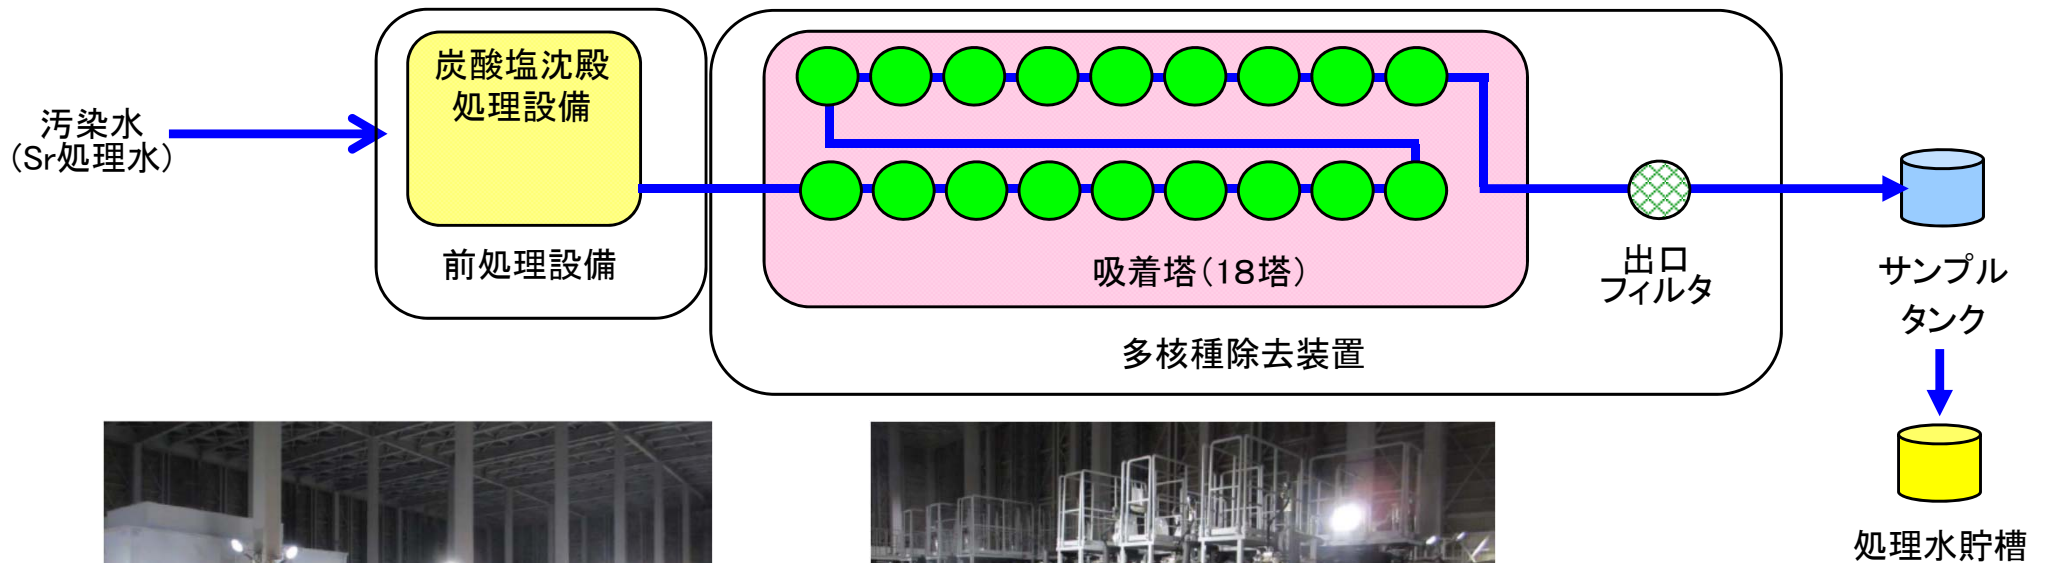 汚染水
(Sr処理水)
炭酸塩沈殿
処理設備
前処理設備
吸着塔(18塔)
多核種除去装置
出口
フィルタ
サンプル
タンク
処理水貯槽